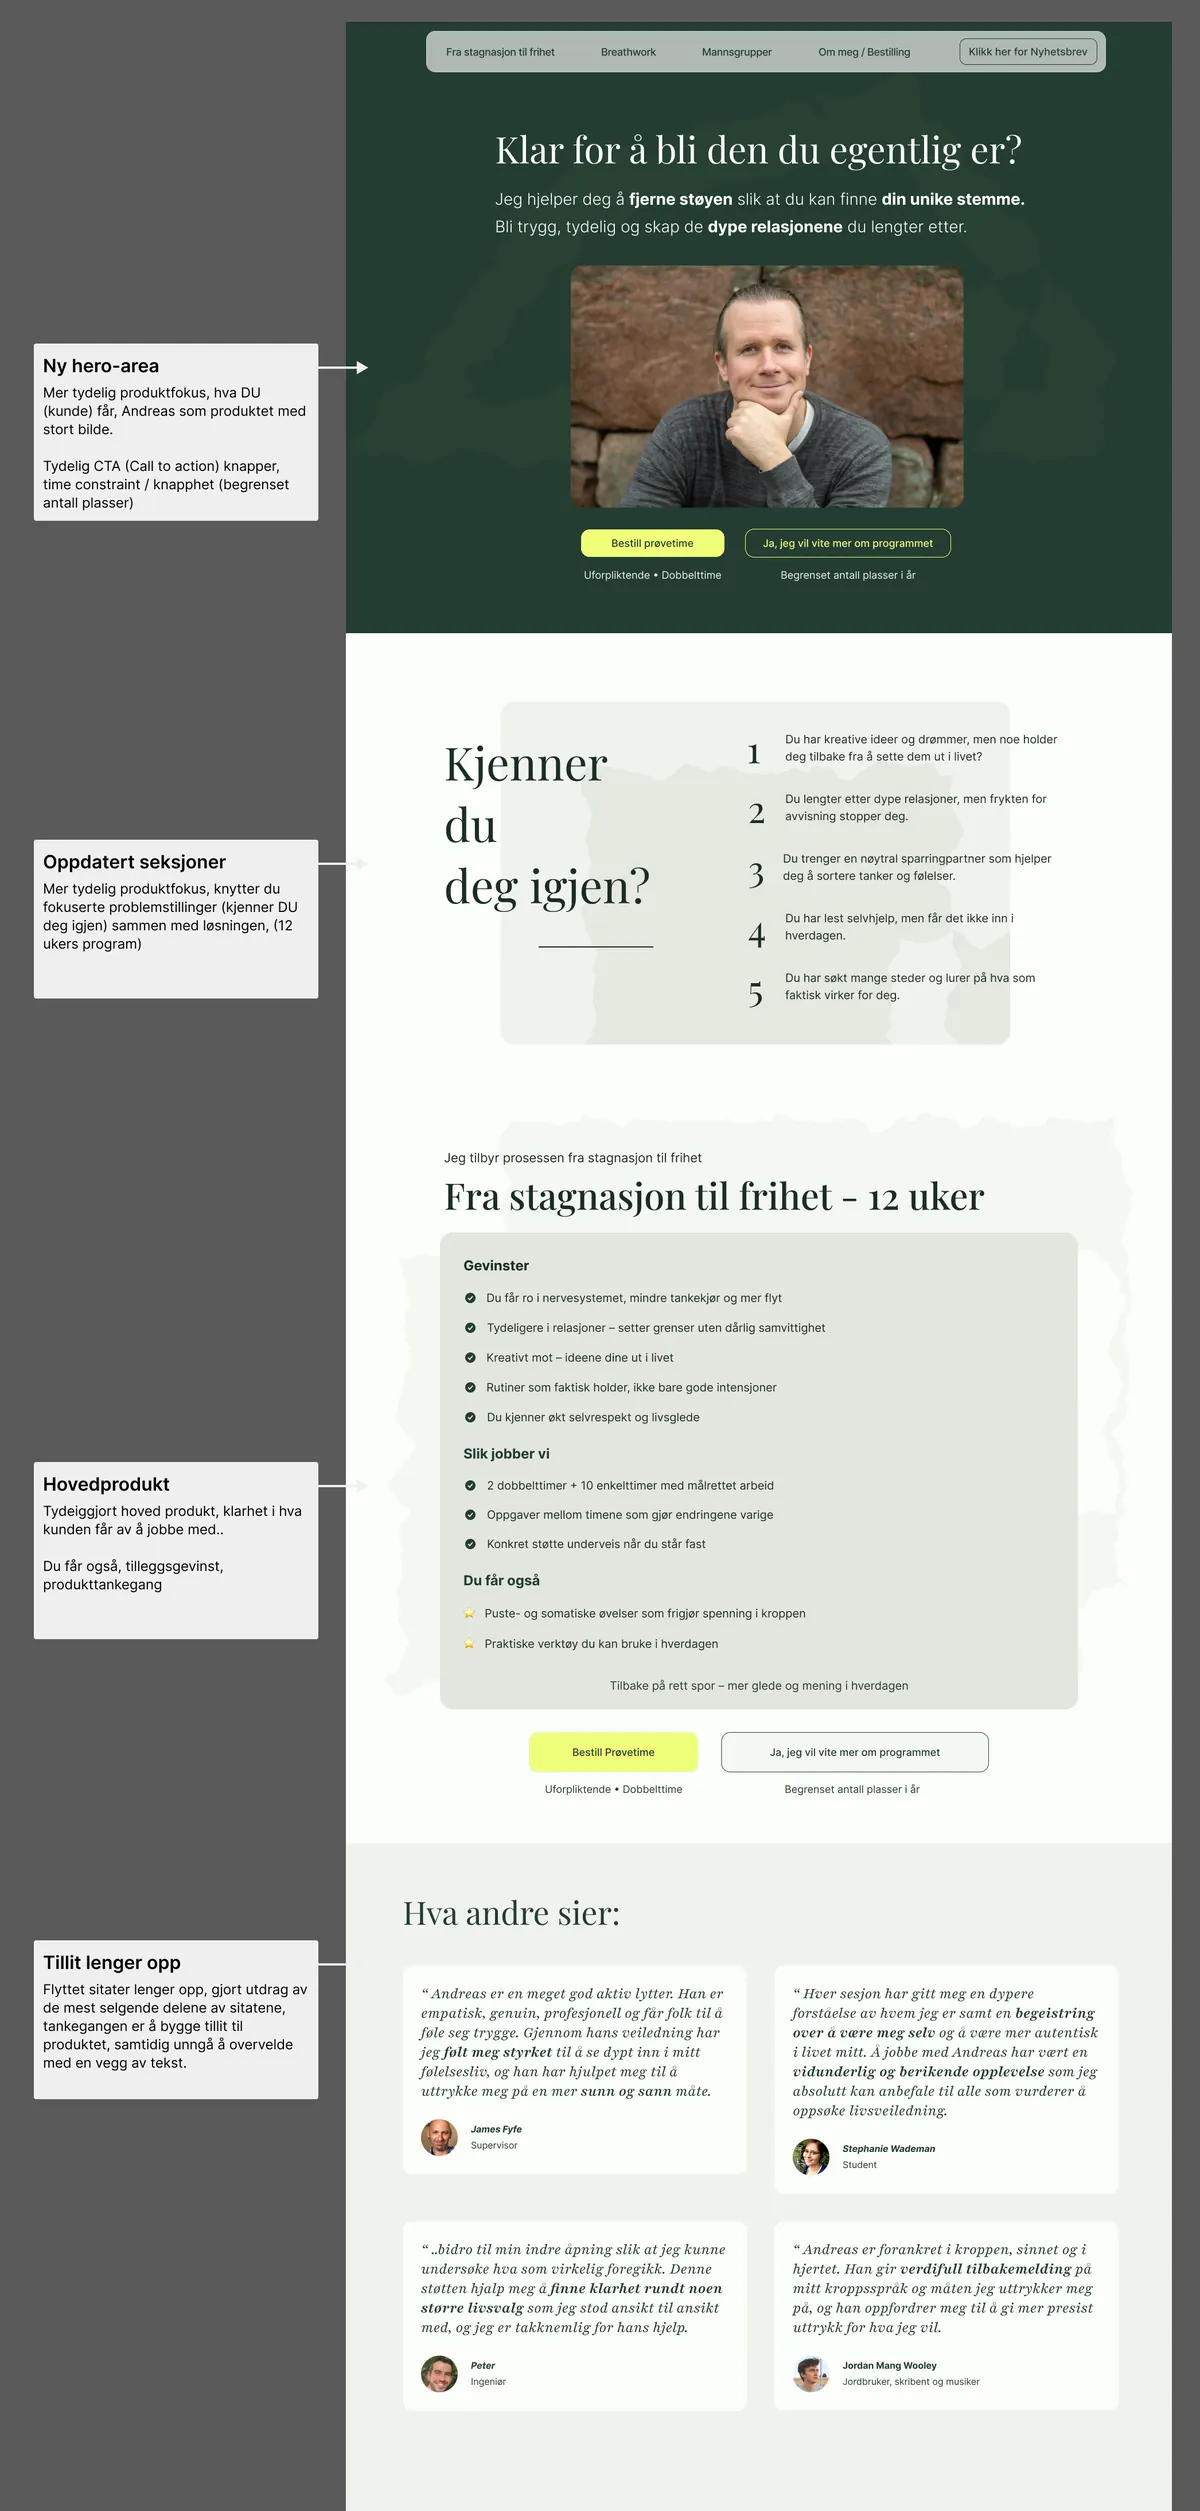 Fra stagnasjon til frihet
Breathwork
Mannsgrupper
Om meg / Bestilling
Klikk her for Nyhetsbrev
Klar for å bli den du egentlig er?
Jeg hjelper deg å fjerne støyen slik at du kan finne din unike stemme.
Bli trygg, tydelig og skap de dype relasjonene du lengter etter.
Ny hero-area
Mer tydelig produktfokus, hva DU
(kunde) får, Andreas som produktet med
stort bilde.
Tydelig CTA (Call to action) knapper,
time constraint / knapphet (begrenset
antall plasser)
Bestill prøvetime
Ja, jeg vil vite mer om programmet
Uforpliktende • Dobbelttime
Begrenset antall plasser i år
Oppdatert seksjoner
Mer tydelig produktfokus, knytter du
fokuserte problemstillinger (kjenner DU
deg igjen) sammen med løsningen, (12
ukers program)
Kjenner
du
deg igjen?
1
Du har kreative ideer og drømmer, men noe holder
deg tilbake fra å sette dem ut i livet?
2
Du lengter etter dype relasjoner, men frykten for
avvisning stopper deg.
3
Du trenger en nøytral sparringpartner som hjelper
deg å sortere tanker og følelser.
4
Du har lest selvhjelp, men får det ikke inn i
hverdagen.
5
Du har søkt mange steder og lurer på hva som
faktisk virker for deg.
Jeg tilbyr prosessen fra stagnasjon til frihet
Fra stagnasjon til frihet - 12 uker
Gevinster
Du får ro i nervesystemet, mindre tankekjør og mer flyt
Tydeligere i relasjoner – setter grenser uten dårlig samvittighet
Kreativt mot – ideene dine ut i livet
Rutiner som faktisk holder, ikke bare gode intensjoner
Du kjenner økt selvrespekt og livsglede
Slik jobber vi
2 dobbelttimer + 10 enkelttimer med målrettet arbeid
Oppgaver mellom timene som gjør endringene varige
Konkret støtte underveis når du står fast
Du får også
Puste- og somatiske øvelser som frigjør spenning i kroppen
Praktiske verktøy du kan bruke i hverdagen
Tilbake på rett spor – mer glede og mening i hverdagen
Hovedprodukt
Tydeiggjort hoved produkt, klarhet i hva
kunden får av å jobbe med..
Du får også, tilleggsgevinst,
produkttankegang
Bestill Prøvetime
Ja, jeg vil vite mer om programmet
Uforpliktende • Dobbelttime
Begrenset antall plasser i år
Tillit lenger opp
Flyttet sitater lenger opp, gjort utdrag av
de mest selgende delene av sitatene,
tankegangen er å bygge tillit til
produktet, samtidig unngå å overvelde
med en vegg av tekst.
Hva andre sier:
“ Andreas er en meget god aktiv lytter. Han er
empatisk, genuin, profesjonell og får folk til å
føle seg trygge. Gjennom hans veiledning har
jeg følt meg styrket til å se dypt inn i mitt
følelsesliv, og han har hjulpet meg til å
uttrykke meg på en mer sunn og sann måte.
James Fyfe
Supervisor
“ Hver sesjon har gitt meg en dypere
forståelse av hvem jeg er samt en begeistring
over å være meg selv og å være mer autentisk
i livet mitt. Å jobbe med Andreas har vært en
vidunderlig og berikende opplevelse som jeg
absolutt kan anbefale til alle som vurderer å
oppsøke livsveiledning.
Stephanie Wademan
Student
“ ..bidro til min indre åpning slik at jeg kunne
undersøke hva som virkelig foregikk. Denne
støtten hjalp meg å finne klarhet rundt noen
større livsvalg som jeg stod ansikt til ansikt
med, og jeg er takknemlig for hans hjelp.
Peter
Ingeniør
“ Andreas er forankret i kroppen, sinnet og i
hjertet. Han gir verdifull tilbakemelding på
mitt kroppsspråk og måten jeg uttrykker meg
på, og han oppfordrer meg til å gi mer presist
uttrykk for hva jeg vil.
Jordan Mang Wooley
Jordbruker, skribent og musiker